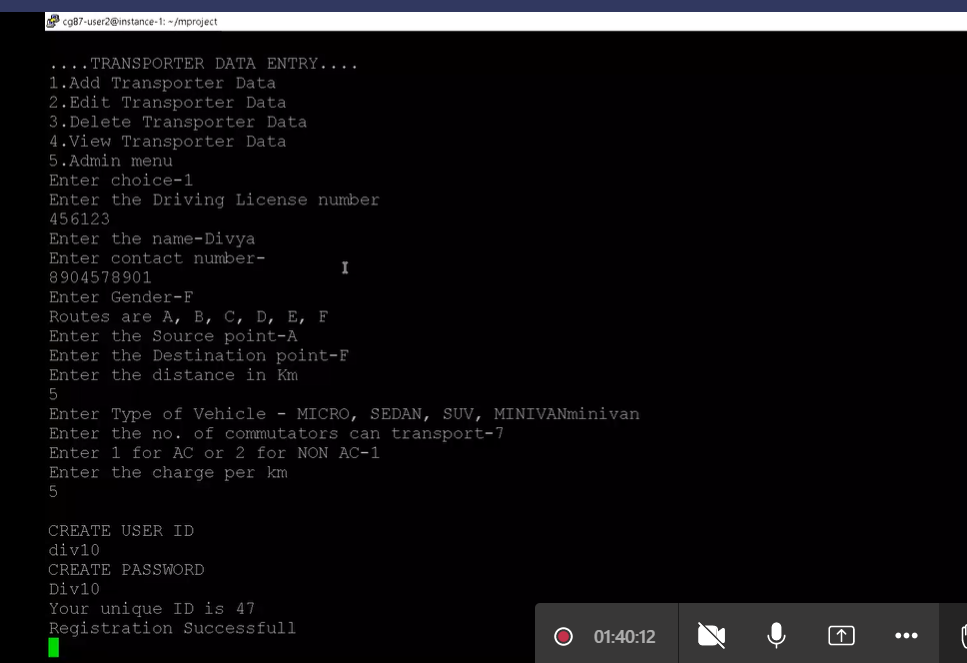 cg87-user2@instance-1: ~/mproject
....TRANSPORTER DATA ENTRY....
1.Add Transporter Data
2.Edit Transporter Data
3.Delete Transporter Data
4.View Transporter Data
5.Admin menu
Enter choice-1
Enter the Driving License number
456123
Enter the name-Divya
Enter contact number-
8904578901
Enter Gender-F
Routes are A, B, C, D, E, F
Enter the Source point-A
Enter the Destination point-F
Enter the distance in Km
5
Enter Type of Vehicle - MICRO, SEDAN, SUV, MINIVANminivan
Enter the no. of commutators can transport-7
Enter 1 for AC or 2 for NON AC-1
Enter the charge per km
5
CREATE USER ID
div10
CREATE PASSWORD
Div10
Your unique ID is 47
Registration Successfull
01:40:12